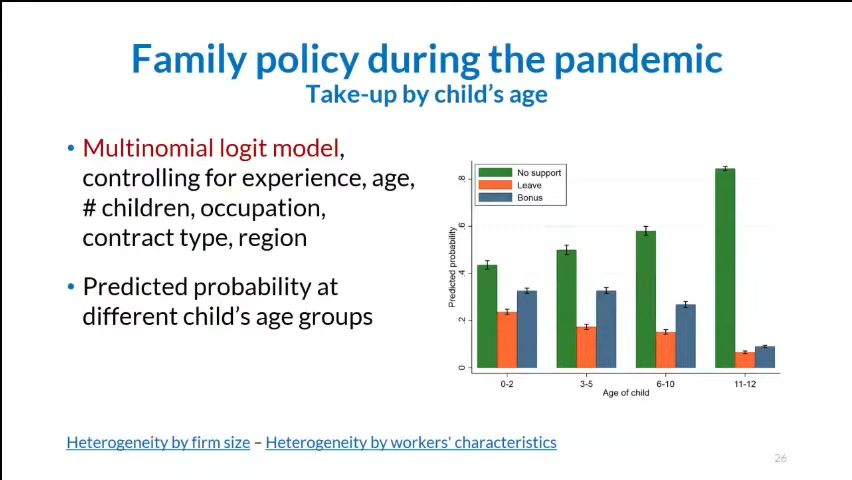 Family policy during the pandemic
Take-up by child's age
• Multinomial logit model,
controlling for experience, age,
# children, occupation,
contract type, region
• Predicted probability at
different child's age groups
No support
Leave
Bonus
Predicted probability
.8
.6
.4
.2
0
0-2 3-5 6-10 11-12
Age of child
Heterogeneity by firm size – Heterogeneity by workers' characteristics
26